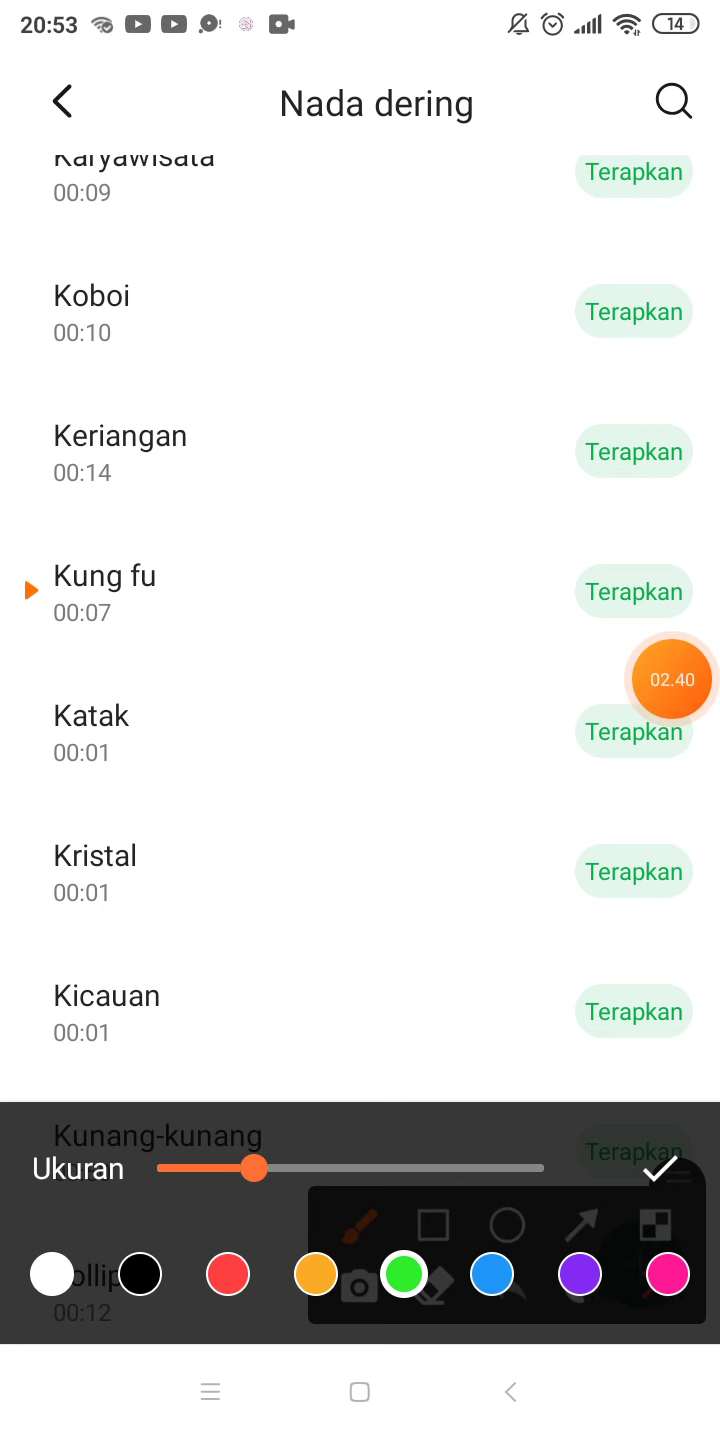 20:53
14
Nada dering
Karyawisata
00:09
Terapkan
Koboi
00:10
Terapkan
Keriangan
00:14
Terapkan
Kung fu
00:07
Terapkan
02.40
Katak
00:01
Terapkan
Kristal
00:01
Terapkan
Kicauan
00:01
Terapkan
Kunang-kunang
Terapkan
Ukuran
00:12